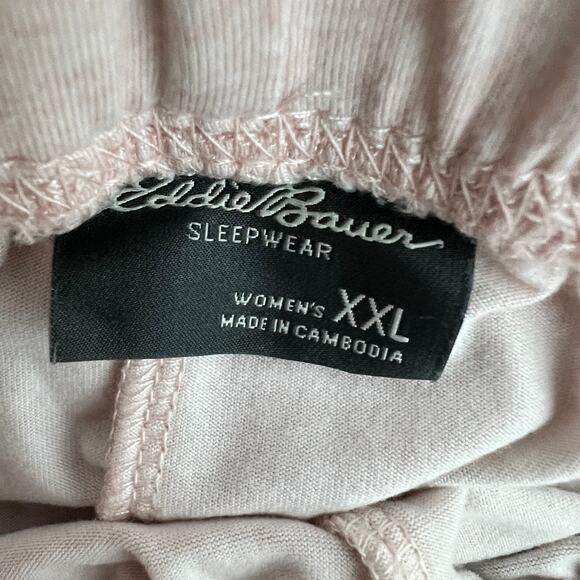 Eddie Bauer
SLEEPWEAR
WOMEN'S XXL
MADE IN CAMBODIA